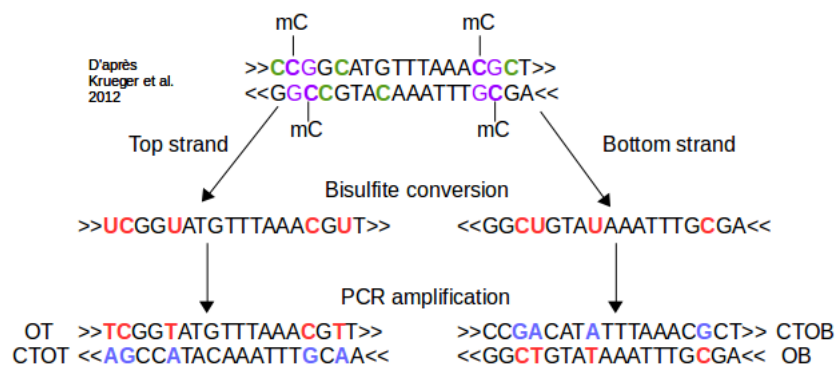 mC mC
D'après
Krueger et al.
2012
>>CCGGCATGTTTAAACGCT>>
<<GGCCGTACAAATTTGCGA<<
mC mC
Top strand Bottom strand
Bisulfite conversion
>>UCGGUATGTTTAAACGUT>> <<GGCUGTAUAAATTTGCGA<<
PCR amplification
OT >>TCGGTATGTTTAAACGTT>> >>CCGACATATTTAAACGCT>> CTOB
CTOT <<AGCCATACAAATTTGCAA<< <<GGCTGTATAAATTTGCGA<< OB